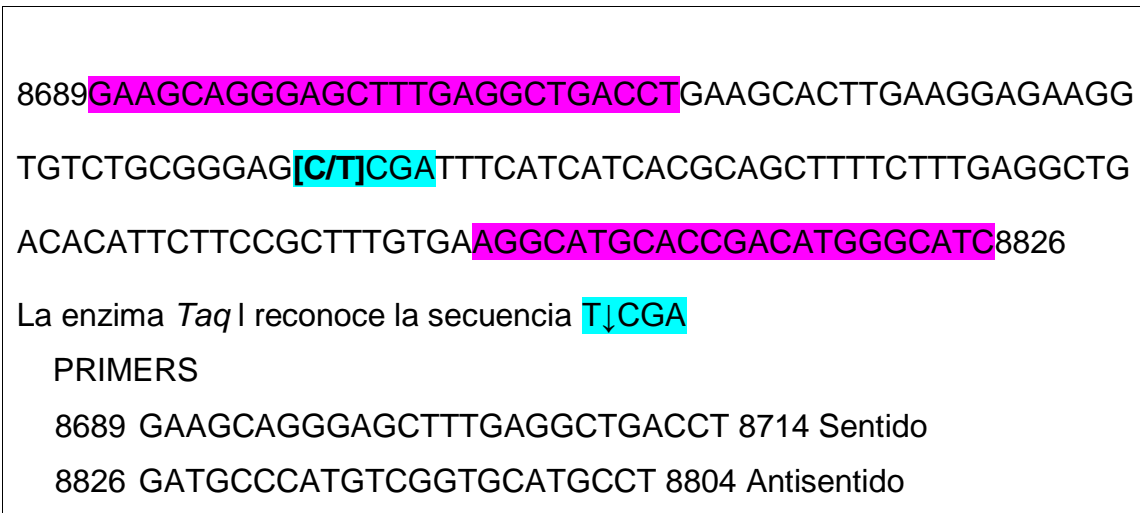 8689GAAGCAGGGAGCTTTGAGGCTGACCTGAAGCACTTGAAGGAGAAGG
TGTCTGCGGGAG[C/T]CGATTTCATCATCACGCAGCTTTTCTTTGAGGCTG
ACACATTCTTCCGCTTTGTGAAGGCATGCACCGACATGGGCATC8826
La enzima Taq I reconoce la secuencia T↓CGA
PRIMERS
8689 GAAGCAGGGAGCTTTGAGGCTGACCT 8714 Sentido
8826 GATGCCCATGTCGGTGCATGCCT 8804 Antisentido